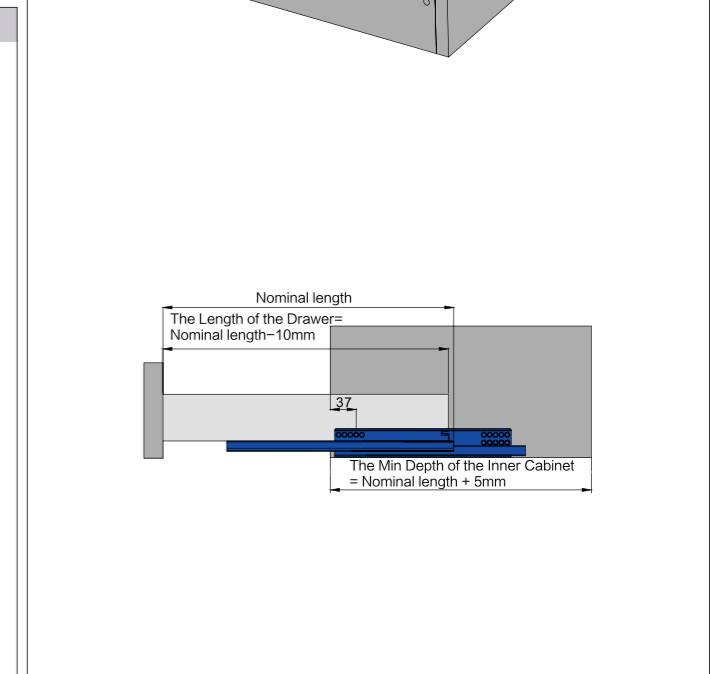 Nominal length
The Length of the Drawer=
Nominal length−10mm
37
The Min Depth of the Inner Cabinet
= Nominal length + 5mm